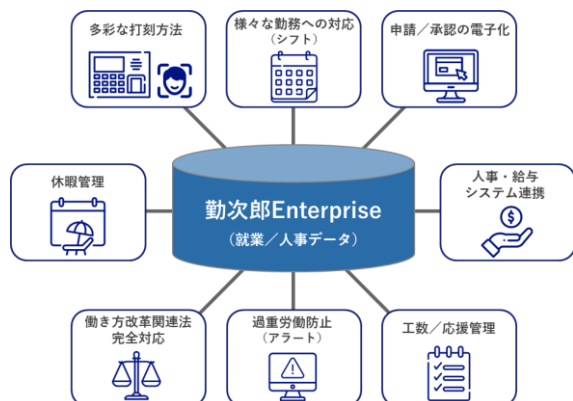 多彩な打刻方法
様々な勤務への対応
（シフト）
申請／承認の電子化
休暇管理
勤次郎Enterprise
（就業／人事データ）
人事・給与
システム連携
$
働き方改革関連法
完全対応
過重労働防止
（アラート）
工数／応援管理